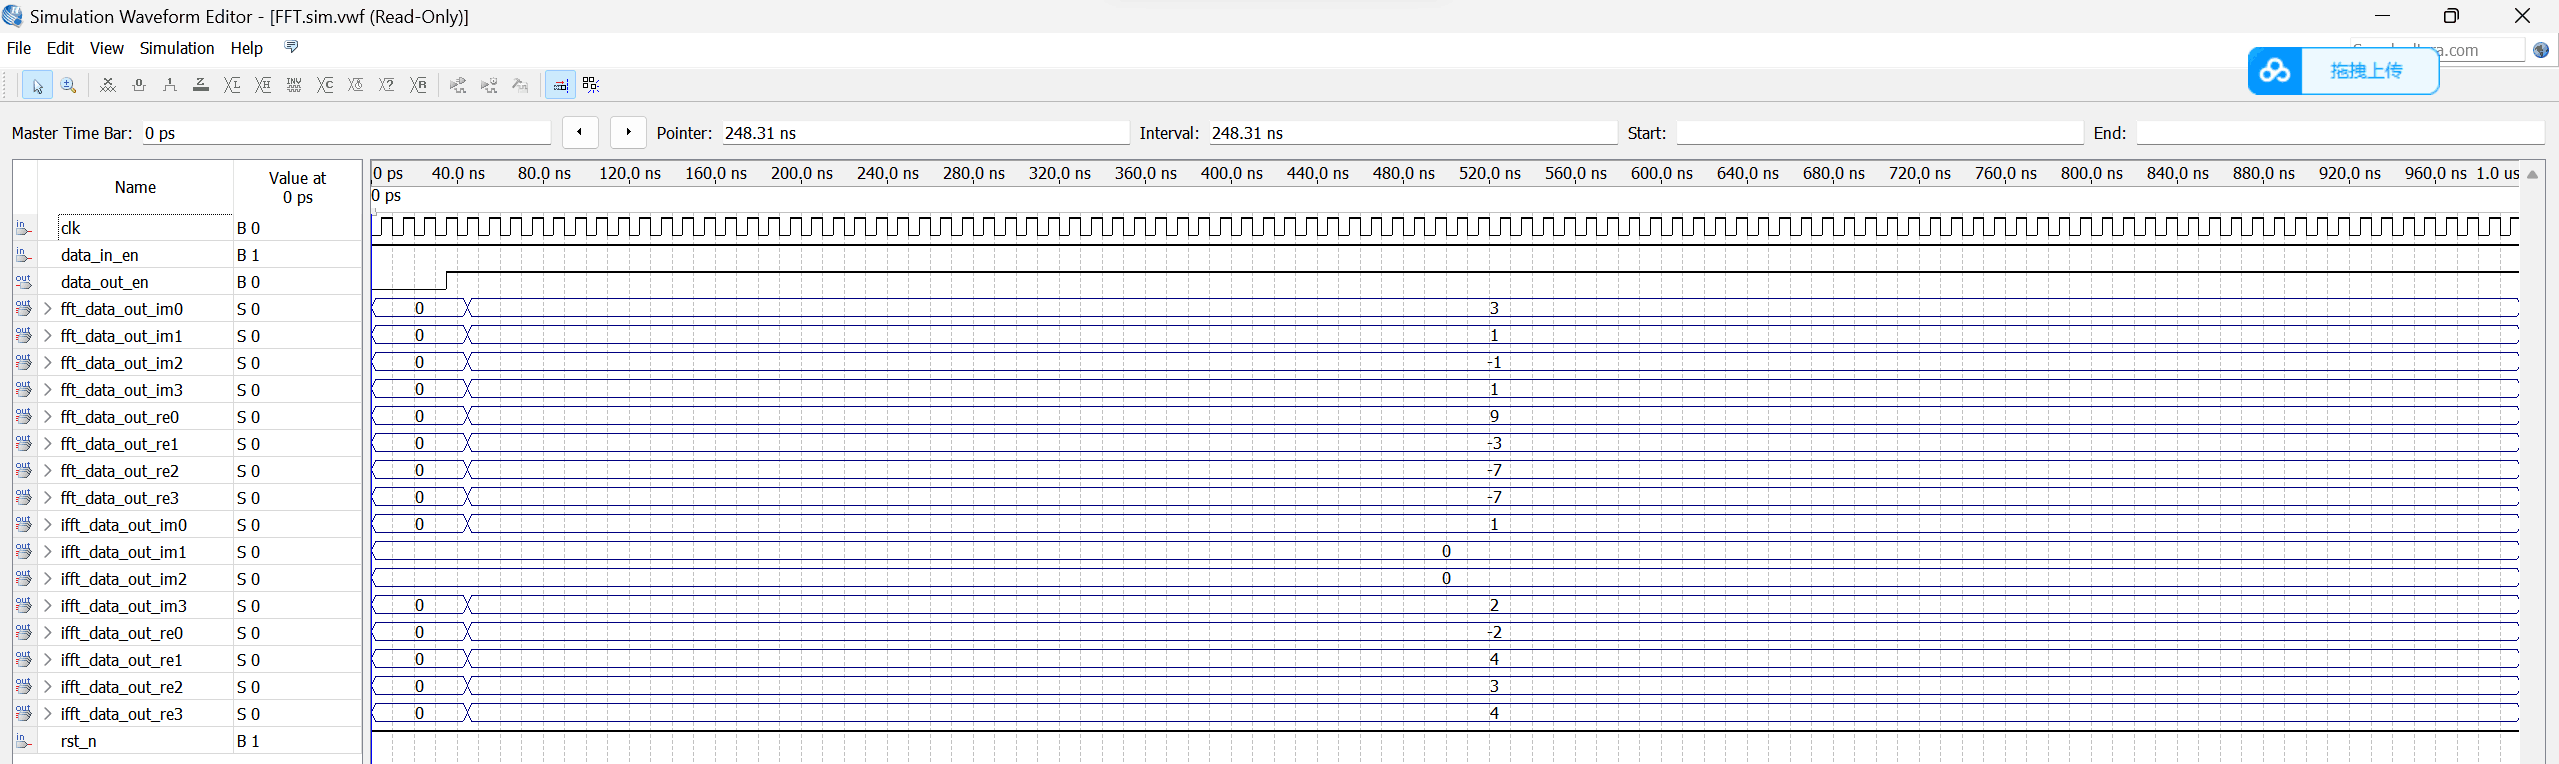 Simulation Waveform Editor - [FFT.sim.vwf (Read-Only)]
File Edit View Simulation Help
.com
拖拽上传
Master Time Bar: 0 ps Pointer: 248.31 ns Interval: 248.31 ns Start: End:
Name Value at 0 ps
0 ps 40.0 ns 80.0 ns 120.0 ns 160.0 ns 200.0 ns 240.0 ns 280.0 ns 320.0 ns 360.0 ns 400.0 ns 440.0 ns 480.0 ns 520.0 ns 560.0 ns 600.0 ns 640.0 ns 680.0 ns 720.0 ns 760.0 ns 800.0 ns 840.0 ns 880.0 ns 920.0 ns 960.0 ns 1.0 us
0 ps
in clk B 0
in data_in_en B 1
out data_out_en B 0
out fft_data_out_im0 S 0 0 3
out fft_data_out_im1 S 0 0 1
out fft_data_out_im2 S 0 0 -1
out fft_data_out_im3 S 0 0 1
out fft_data_out_re0 S 0 0 9
out fft_data_out_re1 S 0 0 -3
out fft_data_out_re2 S 0 0 -7
out fft_data_out_re3 S 0 0 -7
out ifft_data_out_im0 S 0 0 1
out ifft_data_out_im1 S 0 0
out ifft_data_out_im2 S 0 0
out ifft_data_out_im3 S 0 0 2
out ifft_data_out_re0 S 0 0 -2
out ifft_data_out_re1 S 0 0 4
out ifft_data_out_re2 S 0 0 3
out ifft_data_out_re3 S 0 0 4
in rst_n B 1